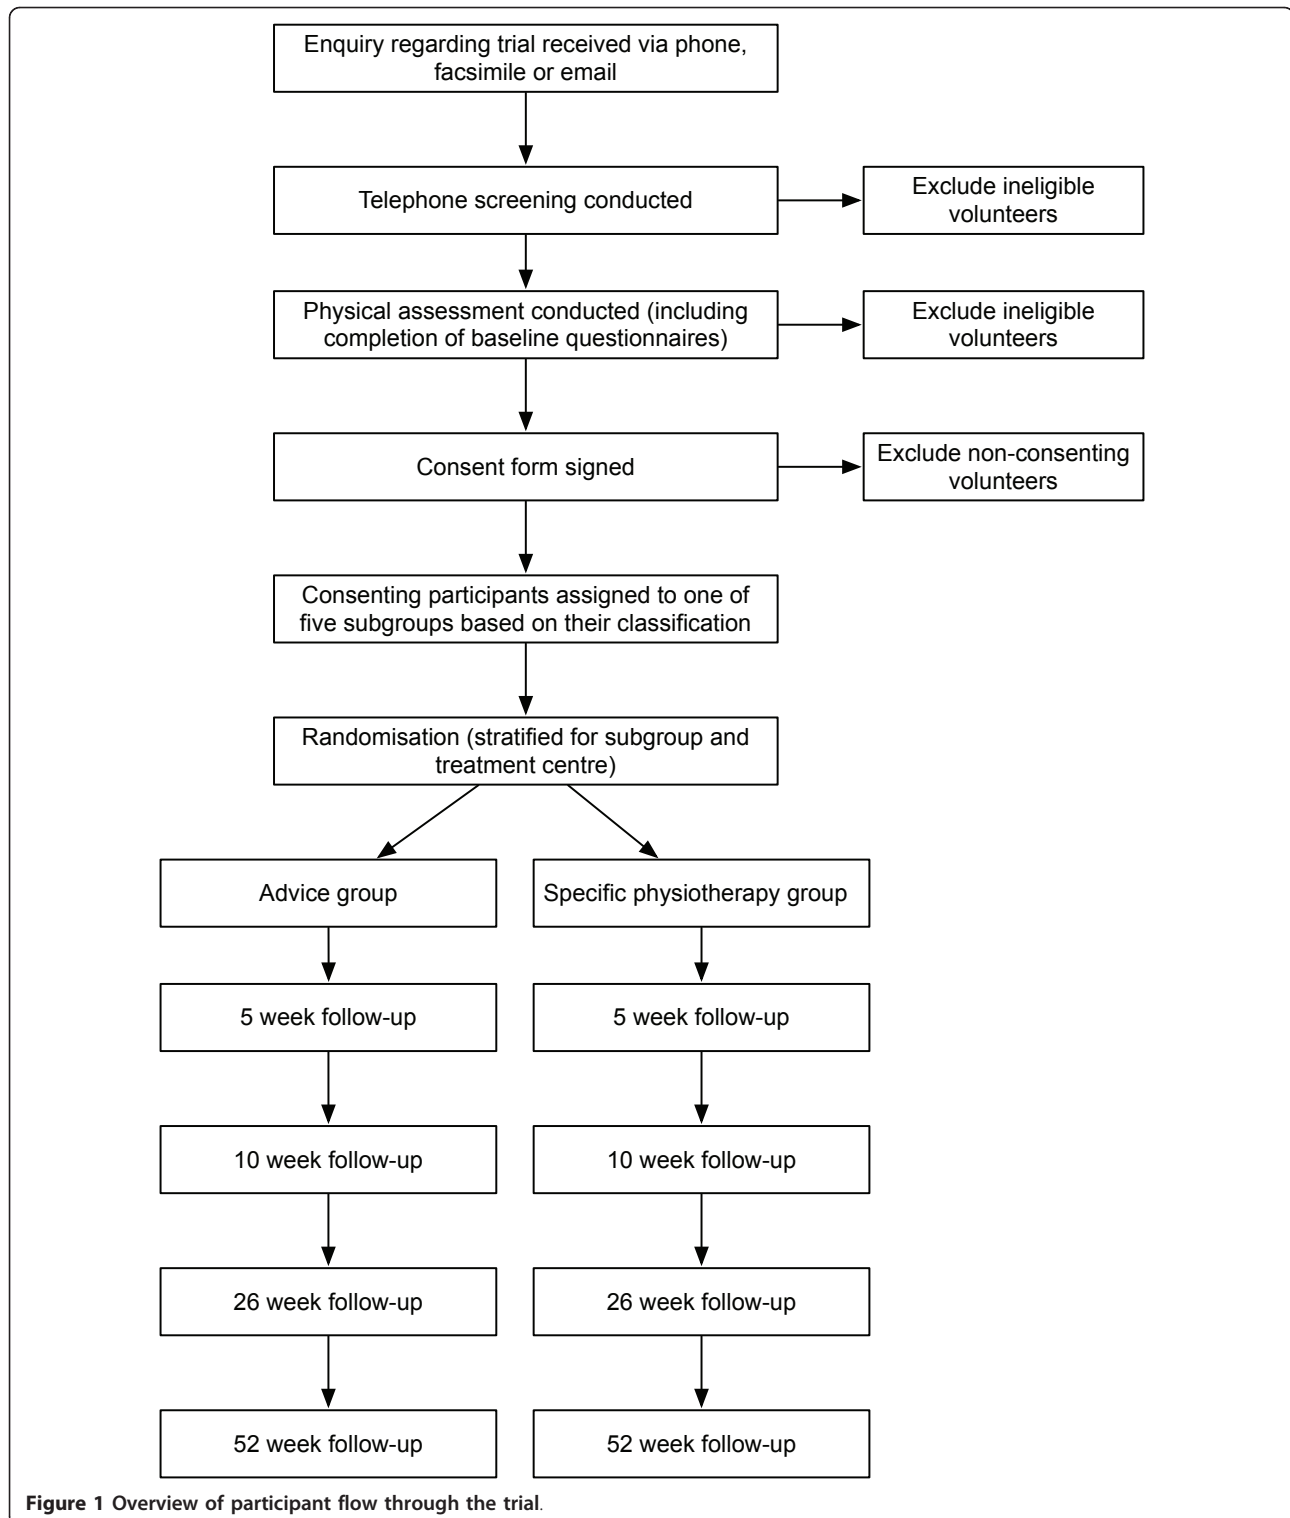 Enquiry regarding trial received via phone,
facsimile or email
Telephone screening conducted
Exclude ineligible
volunteers
Physical assessment conducted (including
completion of baseline questionnaires)
Exclude ineligible
volunteers
Consent form signed
Exclude non-consenting
volunteers
Consenting participants assigned to one of
five subgroups based on their classification
Randomisation (stratified for subgroup and
treatment centre)
Advice group
Specific physiotherapy group
5 week follow-up
5 week follow-up
10 week follow-up
10 week follow-up
26 week follow-up
26 week follow-up
52 week follow-up
52 week follow-up
Figure 1 Overview of participant flow through the trial.